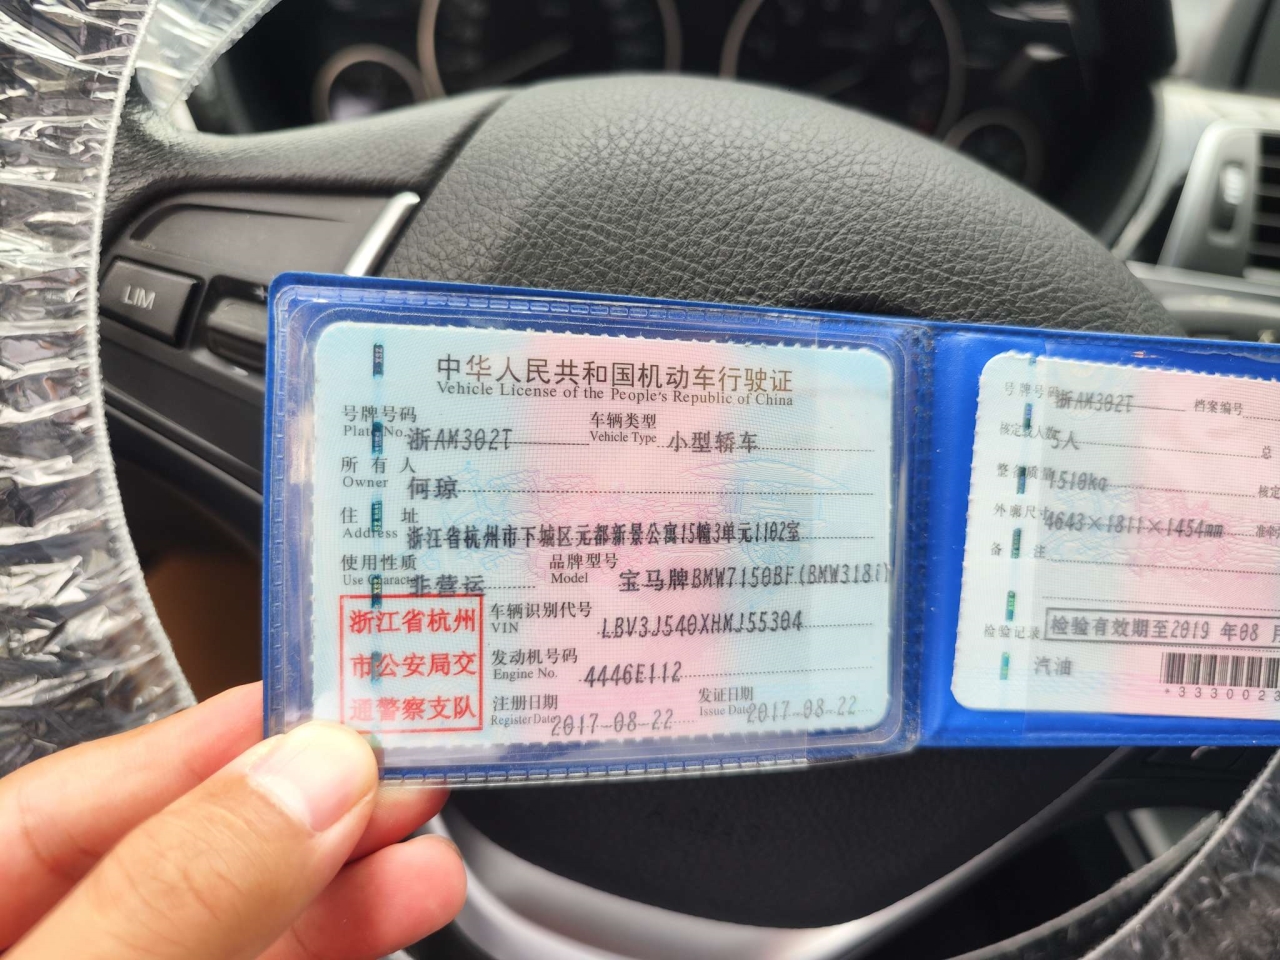 LIM
中华人民共和国机动车行驶证
Vehicle License of the People's Republic of China
号牌号码 浙AM302T 车辆类型 小型轿车
Plate No. Vehicle Type
所有人 何琼
Owner
住址 浙江省杭州市下城区元都新景公寓15幢3单元1102室
Address
使用性质 非营运 品牌型号 宝马牌BMW7150BF(BMW318i)
Use Character Model
浙江省杭州
市公安局交
通警察支队
车辆识别代号 LBV3J540XHMJ55304
VIN
发动机号码 4446E112
Engine No.
注册日期 2017-08-22 发证日期 2017-08-22
Register Date Issue Date
号牌号码 浙AM302T 档案编号
核定载人数 5人 总
整备质量 1510kg 核定
外廓尺寸 4643×1811×1454mm 准牵
备注
检验记录 检验有效期至2019 年08 月
汽油
*333002